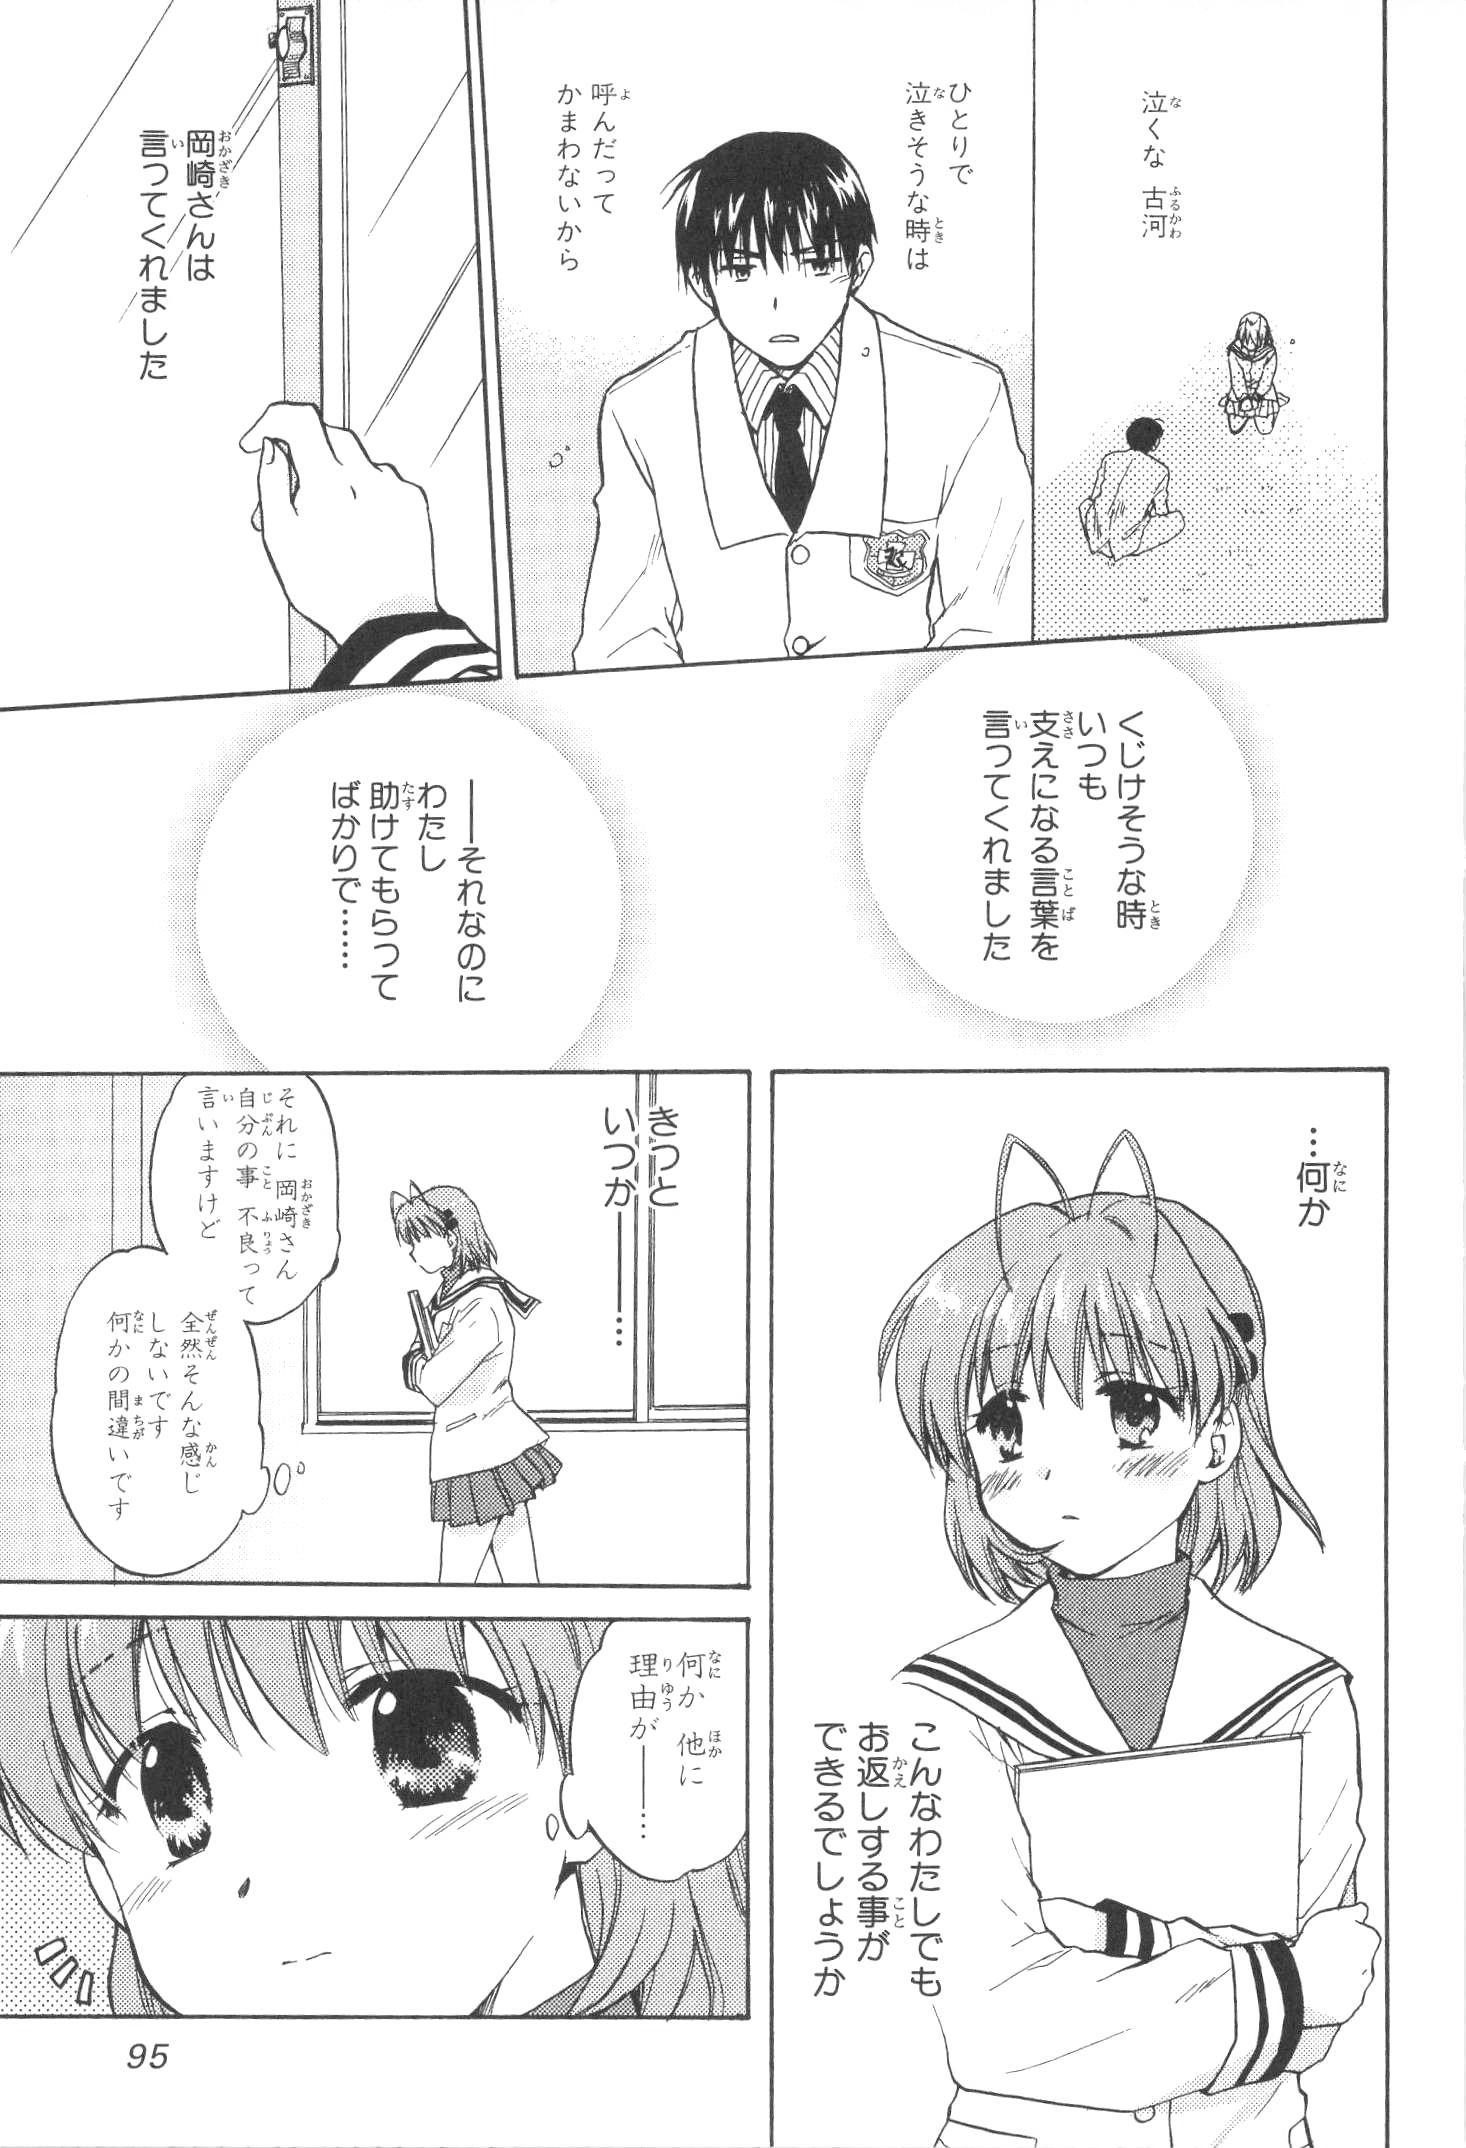 泣くな 古河
ひとりで
泣きそうな時は
呼んだって
かまわないから
岡崎さんは
言ってくれました
くじけそうな時
いつも
支えになる言葉を
言ってくれました
――それなのに
わたし
助けてもらって
ばかりで……
…何か
こんなわたしでも
お返しする事が
できるでしょうか
きっと
いつか――…
それに 岡崎さん
自分の事 不良って
言いますけど
全然そんな感じ
しないです
何かの間違いです
何か 他に
理由が――…
95